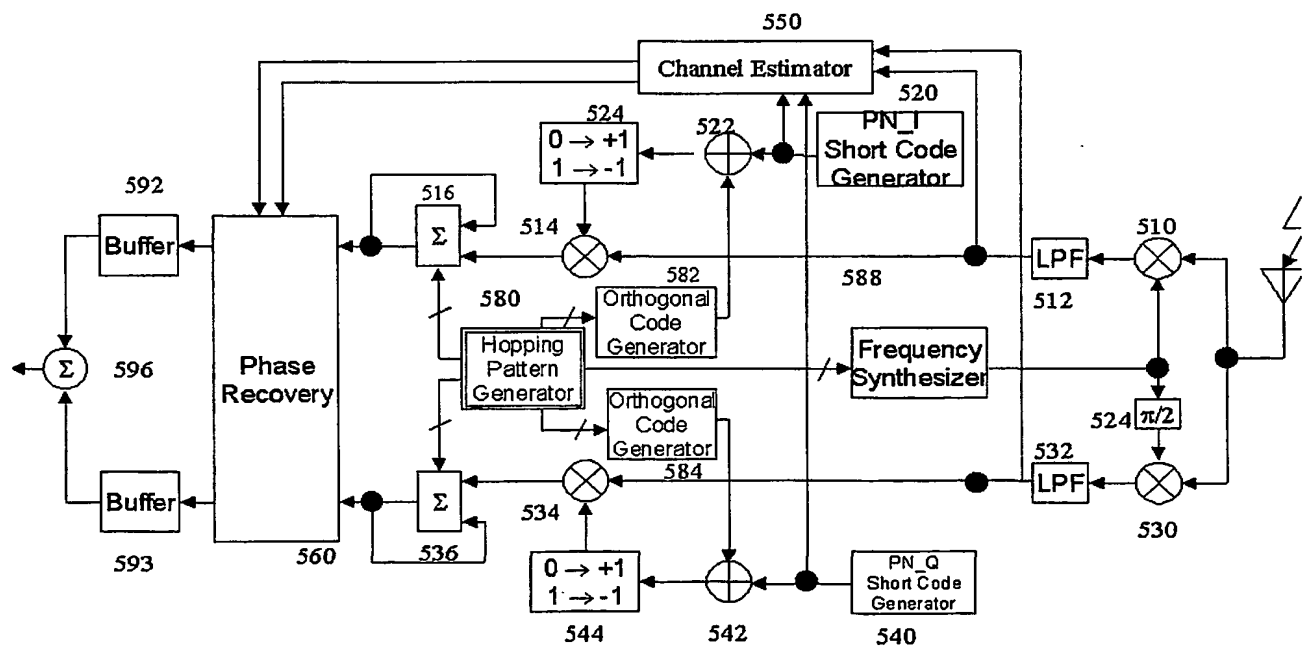 550
Channel Estimator
520
524
522
PN_I
Short Code
Generator
0 → +1
1 → -1
592
516
510
Buffer
Σ
514
LPF
582
588
512
580
Orthogonal
Code
Generator
Hopping
Pattern
Generator
Frequency
Synthesizer
Phase
Recovery
Σ
596
Orthogonal
Code
Generator
524
π/2
532
584
LPF
Buffer
Σ
534
530
593
560
536
0 → +1
1 → -1
PN_Q
Short Code
Generator
544
542
540